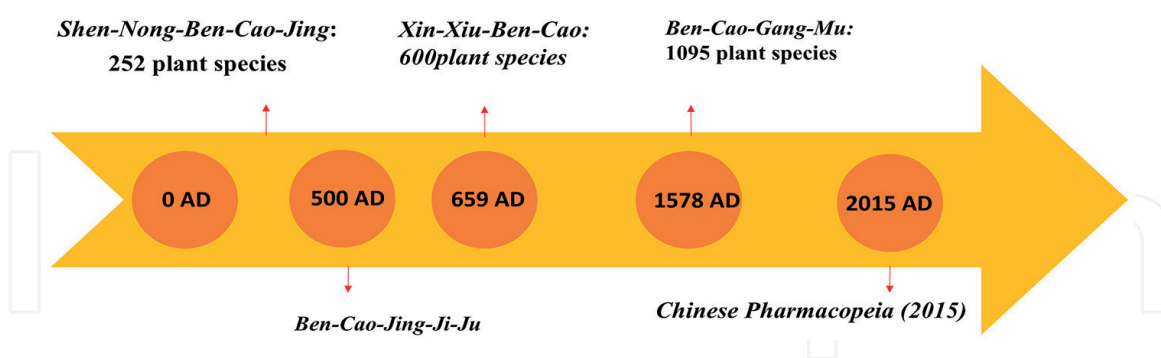 Shen-Nong-Ben-Cao-Jing:
252 plant species
Xin-Xiu-Ben-Cao:
600plant species
Ben-Cao-Gang-Mu:
1095 plant species
0 AD
500 AD
659 AD
1578 AD
2015 AD
Ben-Cao-Jing-Ji-Ju
Chinese Pharmacopeia (2015)